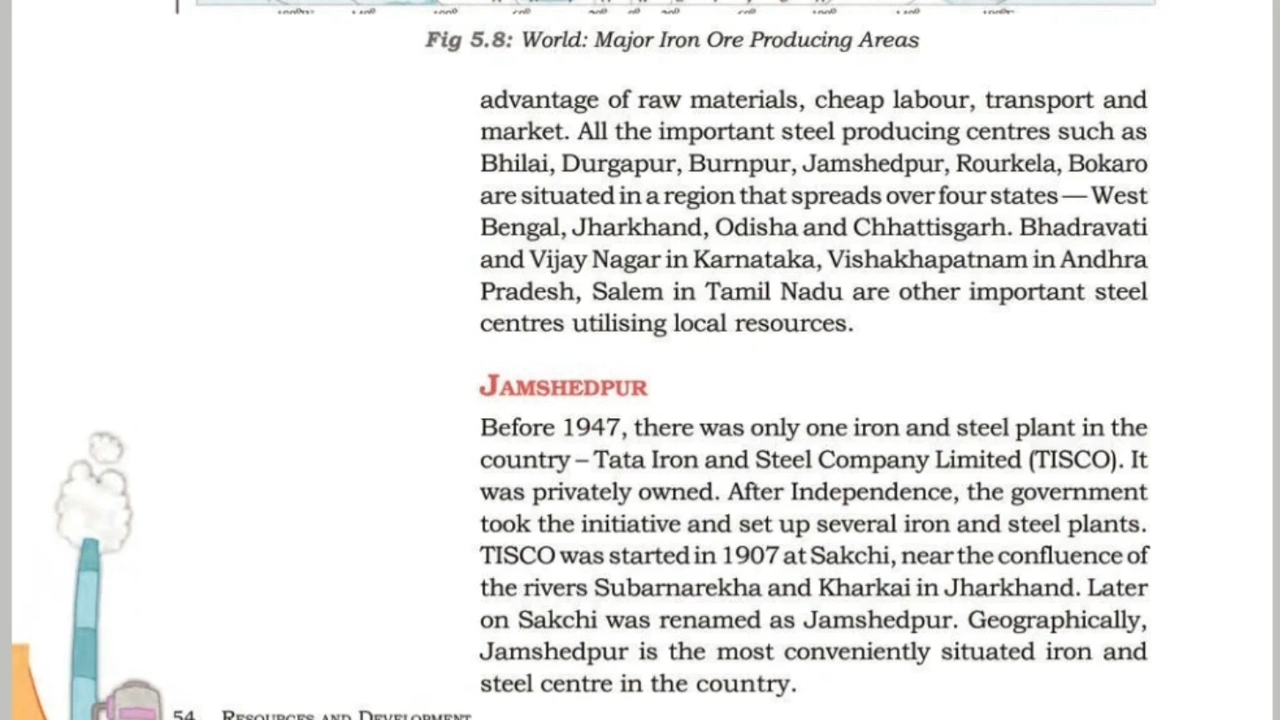 Fig 5.8: World: Major Iron Ore Producing Areas
advantage of raw materials, cheap labour, transport and
market. All the important steel producing centres such as
Bhilai, Durgapur, Burnpur, Jamshedpur, Rourkela, Bokaro
are situated in a region that spreads over four states — West
Bengal, Jharkhand, Odisha and Chhattisgarh. Bhadravati
and Vijay Nagar in Karnataka, Vishakhapatnam in Andhra
Pradesh, Salem in Tamil Nadu are other important steel
centres utilising local resources.
JAMSHEDPUR
Before 1947, there was only one iron and steel plant in the
country – Tata Iron and Steel Company Limited (TISCO). It
was privately owned. After Independence, the government
took the initiative and set up several iron and steel plants.
TISCO was started in 1907 at Sakchi, near the confluence of
the rivers Subarnarekha and Kharkai in Jharkhand. Later
on Sakchi was renamed as Jamshedpur. Geographically,
Jamshedpur is the most conveniently situated iron and
steel centre in the country.
54 RESOURCES AND DEVELOPMENT